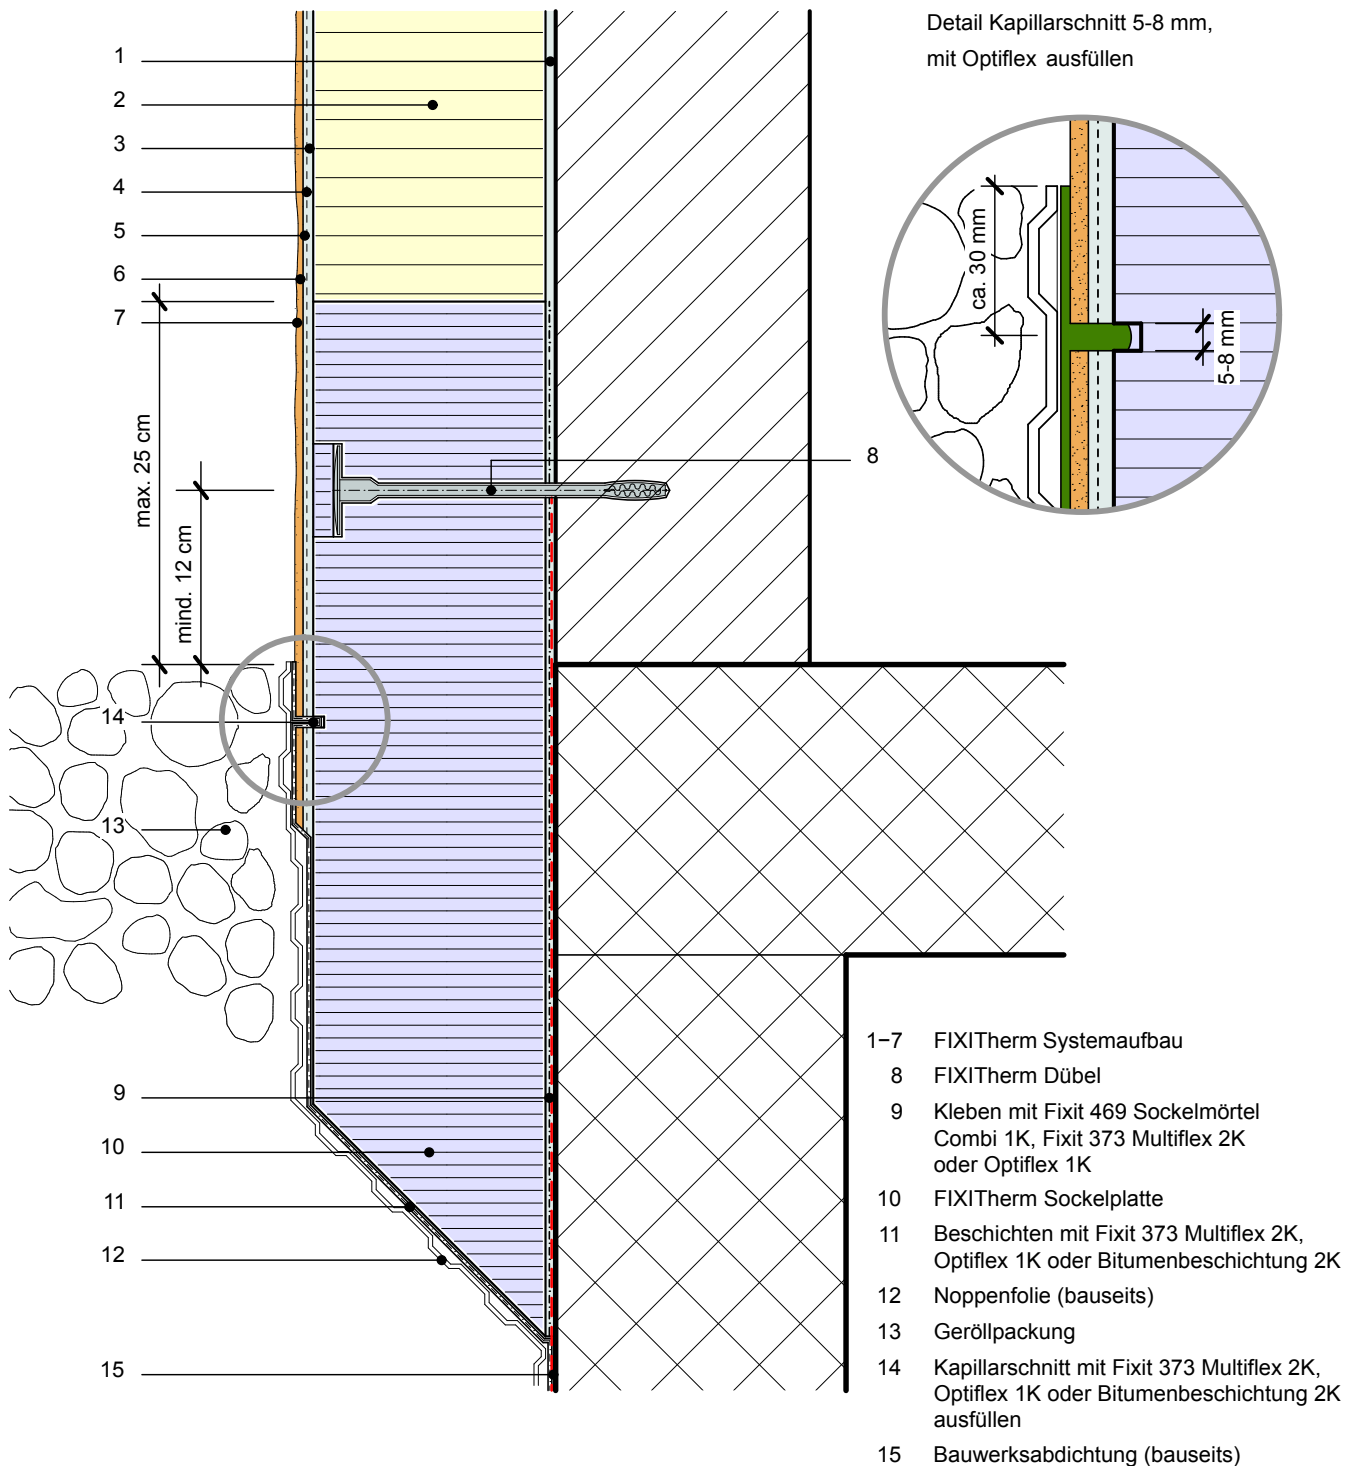 Detail Kapillarschnitt 5-8 mm,
mit Optiflex ausfüllen
1
2
3
4
5
6
7
max. 25 cm
mind. 12 cm
8
ca. 30 mm
5-8 mm
14
13
9
10
11
12
15
1–7 FIXITherm Systemaufbau
8 FIXITherm Dübel
9 Kleben mit Fixit 469 Sockelmörtel
Combi 1K, Fixit 373 Multiflex 2K
oder Optiflex 1K
10 FIXITherm Sockelplatte
11 Beschichten mit Fixit 373 Multiflex 2K,
Optiflex 1K oder Bitumenbeschichtung 2K
12 Noppenfolie (bauseits)
13 Geröllpackung
14 Kapillarschnitt mit Fixit 373 Multiflex 2K,
Optiflex 1K oder Bitumenbeschichtung 2K
ausfüllen
15 Bauwerksabdichtung (bauseits)